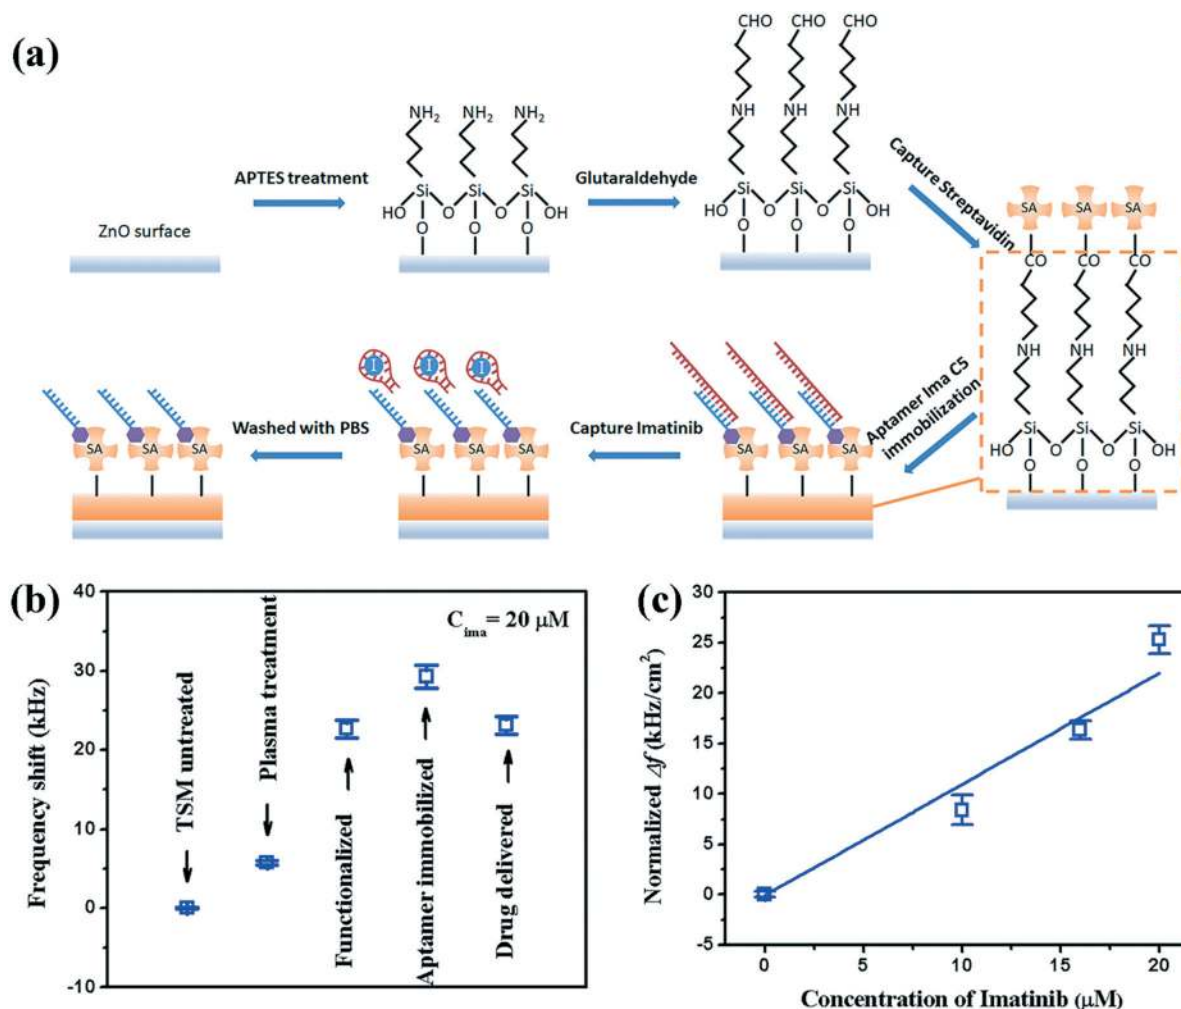 (a)
CHO CHO CHO
NH NH NH
NH2 NH2 NH2
APTES treatment
Glutaraldehyde
Capture Streptavidin
Si Si Si
HO O O OH
O O O
Si Si Si
HO O O OH
O O O
ZnO surface
SA SA SA
CO CO CO
NH NH NH
Si Si Si
HO O O OH
O O O
Aptamer Ima C5
immobilization
SA SA SA
Capture Imatinib
I I I
SA SA SA
Washed with PBS
SA SA SA
(b)
Frequency shift (kHz)
40
30
20
10
0
-10
C_ima = 20 μM
TSM untreated
Plasma treatment
Functionalized
Aptamer immobilized
Drug delivered
(c)
Normalized Δf (kHz/cm²)
30
25
20
15
10
5
0
-5
0 5 10 15 20
Concentration of Imatinib (μM)